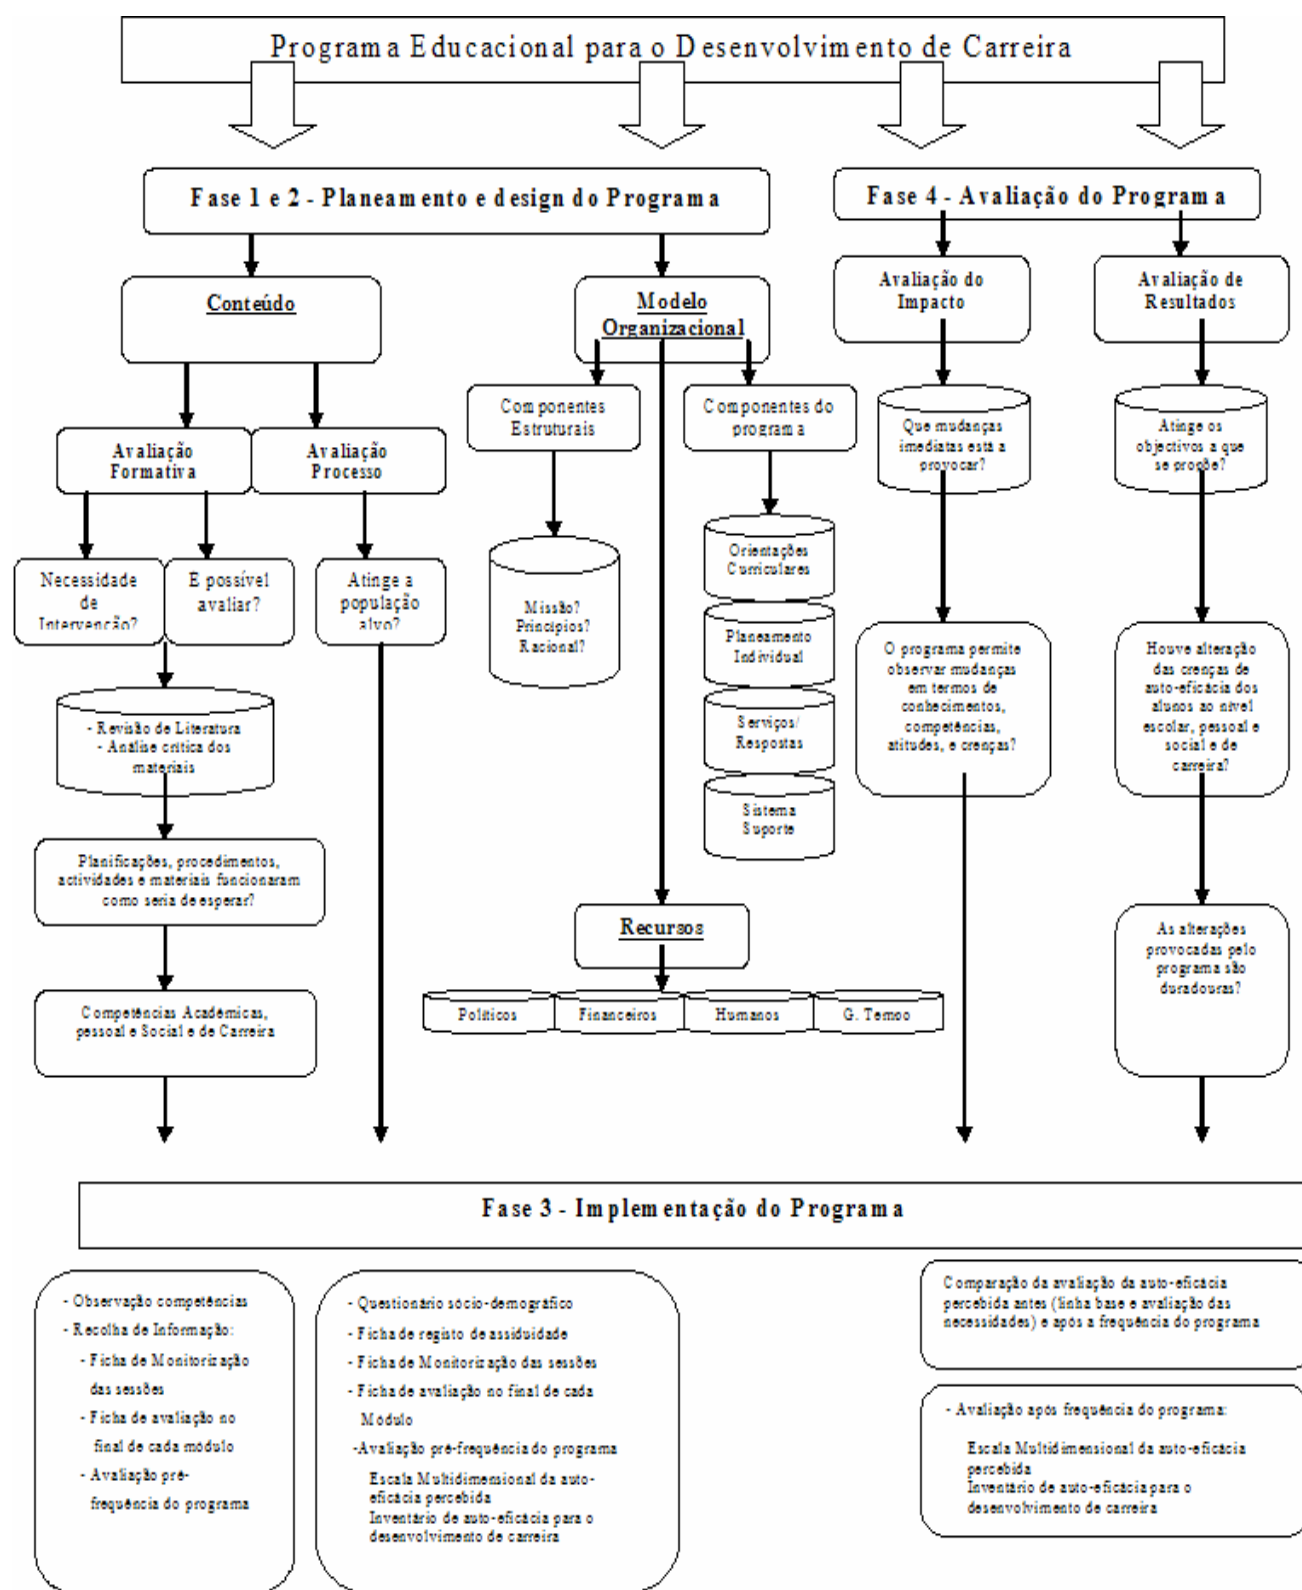 Programa Educacional para o Desenvolvimento de Carreira
Fase 1 e 2 - Planeamento e design do Programa
Fase 4 - Avaliação do Programa
Conteúdo
Modelo
Organizacional
Avaliação do
Impacto
Avaliação de
Resultados
Avaliação
Formativa
Avaliação
Processo
Componentes
Estruturais
Componentes do
programa
Que mudanças
imediatas está a
provocar?
Atinge os
objectivos a que
se propõe?
Necessidade
de
Intervenção?
É possível
avaliar?
Atinge a
população
alvo?
Missão?
Princípios?
Racional?
Orientações
Curriculares
Planeamento
Individual
Serviços/
Respostas
Sistema
Suporte
O programa permite
observar mudanças
em termos de
conhecimentos,
competências,
atitudes, e crenças?
Houve alteração
das crenças de
auto-eficácia dos
alunos ao nível
escolar, pessoal e
social e de
carreira?
- Revisão de Literatura
- Análise crítica dos
materiais
Planificações, procedimentos,
actividades e materiais funcionaram
como seria de esperar?
Competências Académicas,
pessoal e Social e de Carreira
Recursos
Políticos
Financeiros
Humanos
G. Tempo
As alterações
provocadas pelo
programa são
duradouras?
Fase 3 - Implementação do Programa
- Observação competências
- Recolha de Informação:
- Ficha de Monitorização
das sessões
- Ficha de avaliação no
final de cada módulo
- Avaliação pré-
frequência do programa
- Questionário sócio-demográfico
- Ficha de registo de assiduidade
- Ficha de Monitorização das sessões
- Ficha de avaliação no final de cada
Módulo
-Avaliação pré-frequência do programa
Escala Multidimensional da auto-
eficácia percebida
Inventário de auto-eficácia para o
desenvolvimento de carreira
Comparação da avaliação da auto-eficácia
percebida antes (linha base e avaliação das
necessidades) e após a frequência do programa
- Avaliação após frequência do programa:
Escala Multidimensional da auto-eficácia
percebida
Inventário de auto-eficácia para o
desenvolvimento de carreira